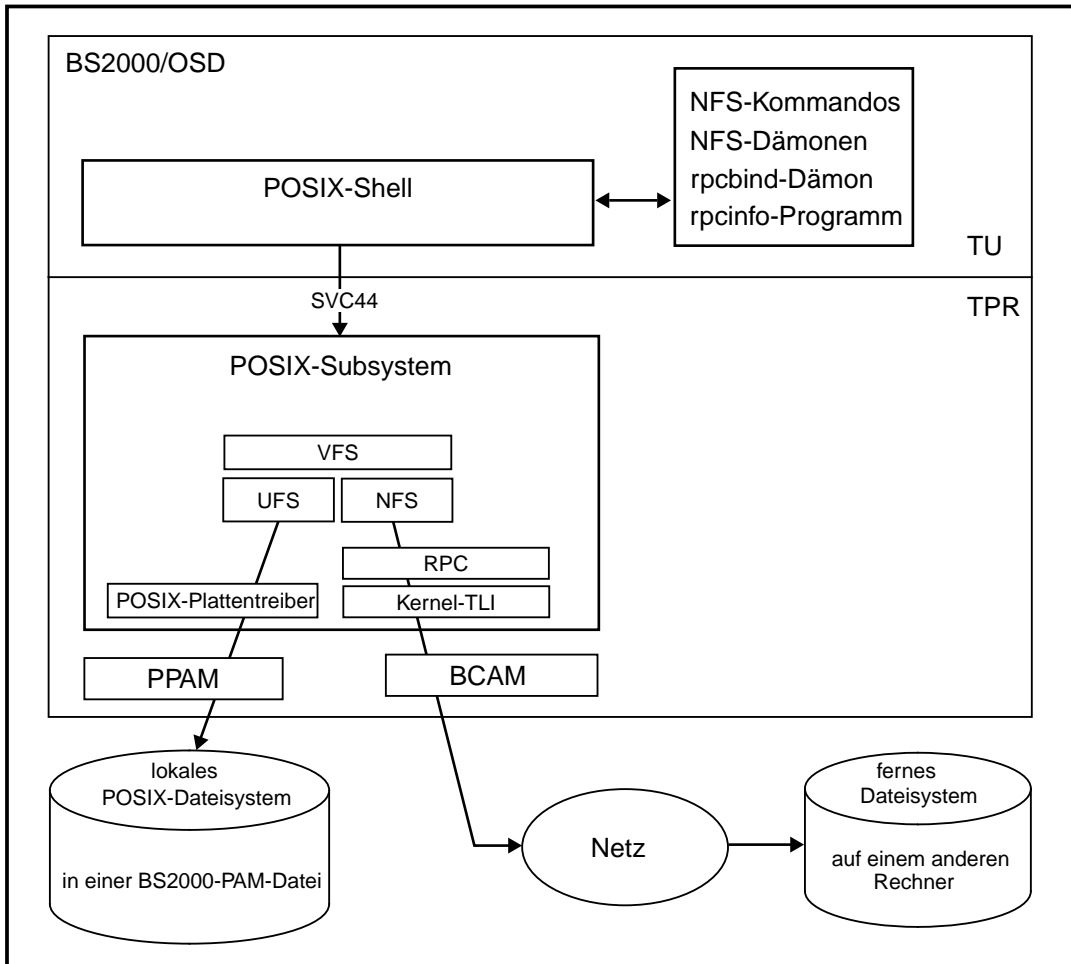 BS2000/OSD
NFS-Kommandos
NFS-Dämonen
rpcbind-Dämon
rpcinfo-Programm
POSIX-Shell
TU
SVC44
TPR
POSIX-Subsystem
VFS
UFS
NFS
RPC
POSIX-Plattentreiber
Kernel-TLI
PPAM
BCAM
lokales
POSIX-Dateisystem
in einer BS2000-PAM-Datei
Netz
fernes
Dateisystem
auf einem anderen
Rechner